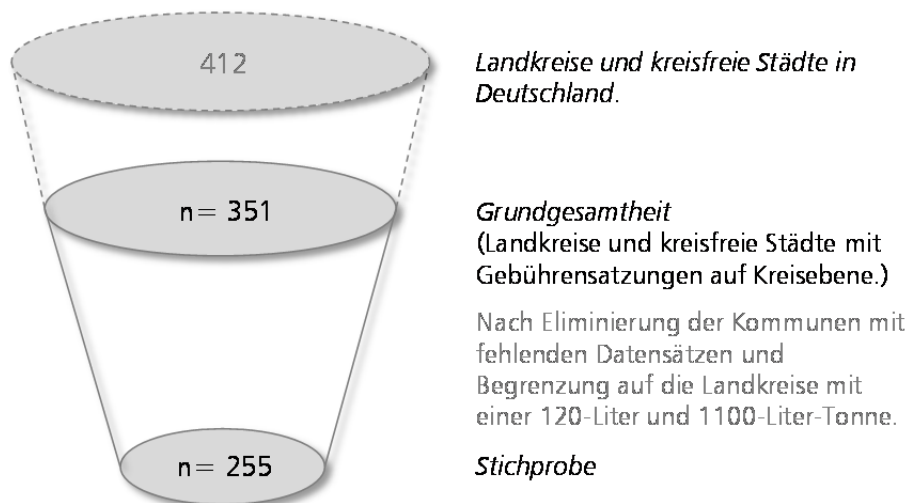 412
Landkreise und kreisfreie Städte in
Deutschland.
n= 351
Grundgesamtheit
(Landkreise und kreisfreie Städte mit
Gebührensatzungen auf Kreisebene.)
Nach Eliminierung der Kommunen mit
fehlenden Datensätzen und
Begrenzung auf die Landkreise mit
einer 120-Liter und 1100-Liter-Tonne.
n= 255
Stichprobe